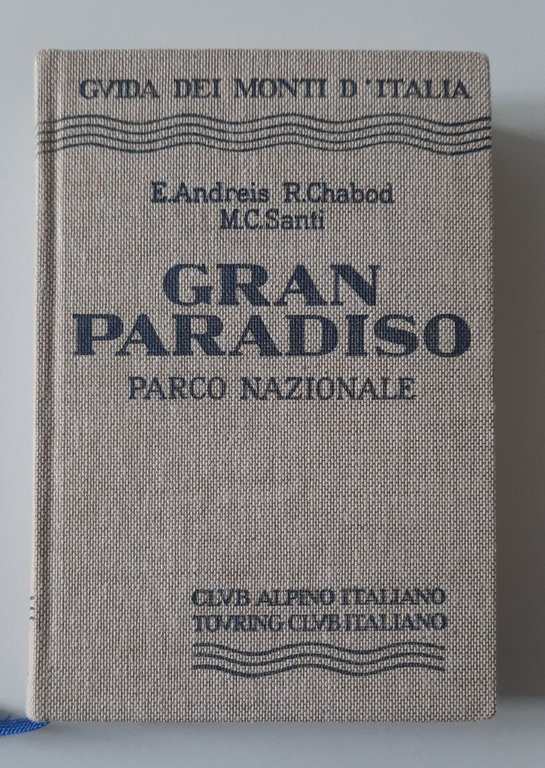 GVIDA DEI MONTI D'ITALIA
E.Andreis R.Chabod
M.C.Santi
GRAN
PARADISO
PARCO NAZIONALE
CLVB ALPINO ITALIANO
TOVRING CLVB ITALIANO